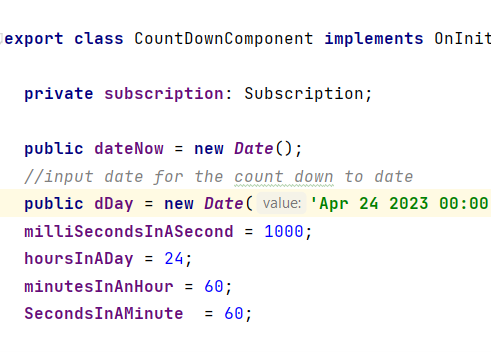 export class CountDownComponent implements OnInit
private subscription: Subscription;
public dateNow = new Date();
//input date for the count down to date
public dDay = new Date( value: 'Apr 24 2023 00:00
milliSecondsInASecond = 1000;
hoursInADay = 24;
minutesInAnHour = 60;
SecondsInAMinute  = 60;